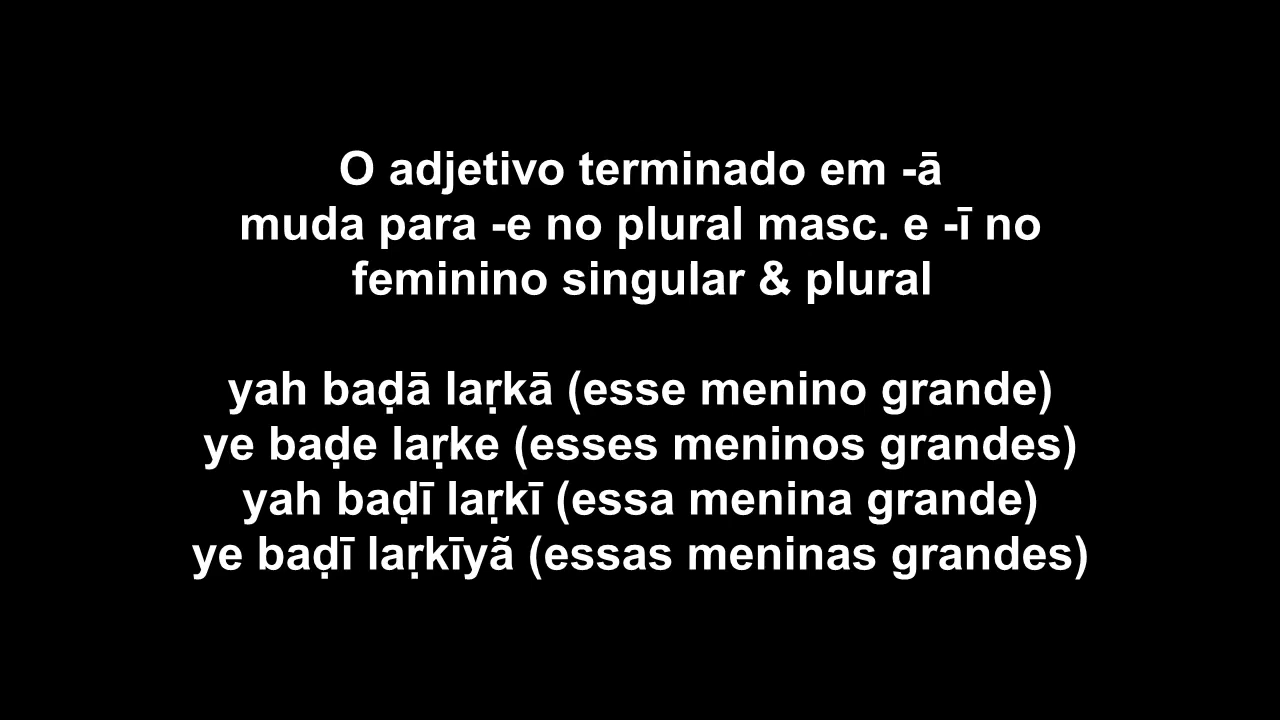 O adjetivo terminado em -ā
muda para -e no plural masc. e -ī no
feminino singular & plural
yah baḍā laṛkā (esse menino grande)
ye baḍe laṛke (esses meninos grandes)
yah baḍī laṛkī (essa menina grande)
ye baḍī laṛkīyã (essas meninas grandes)